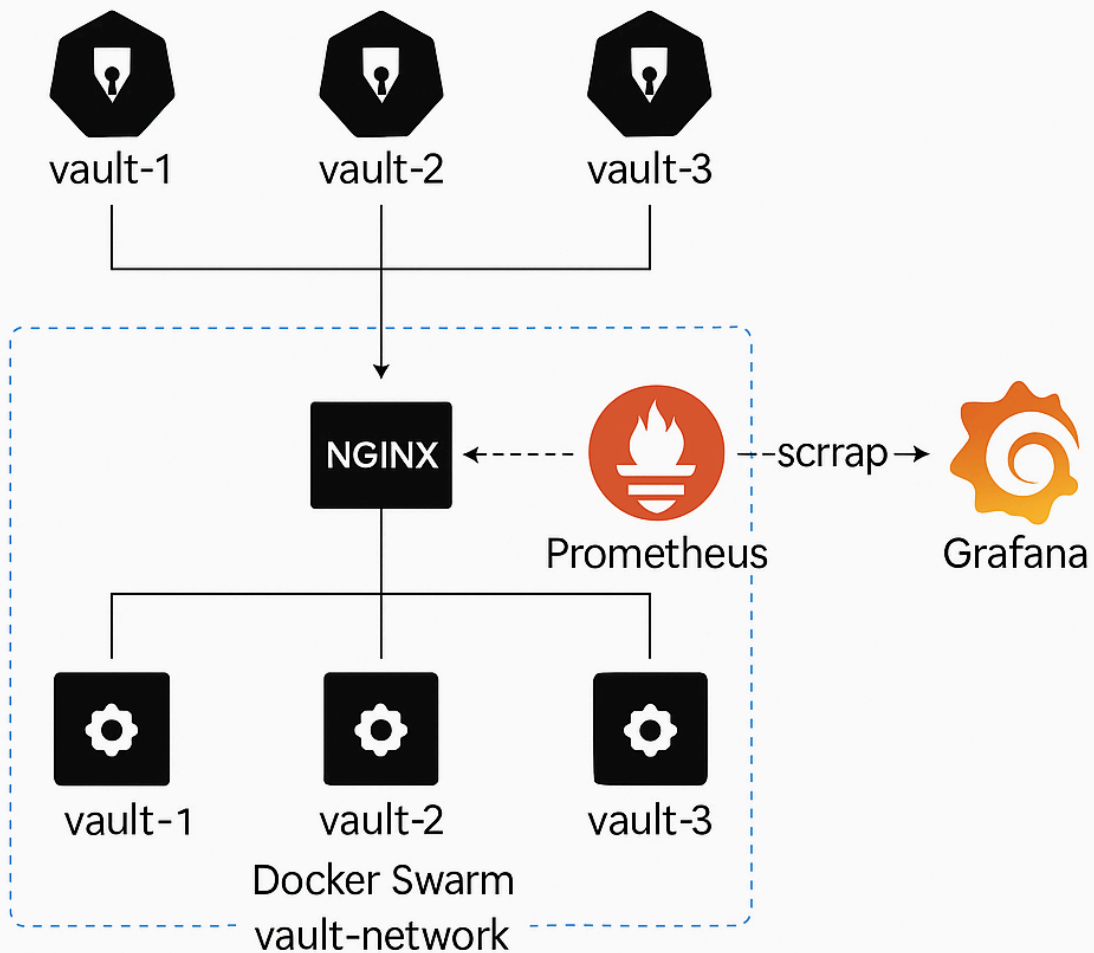 vault-1 vault-2 vault-3
NGINX
scrrap
Prometheus
Grafana
vault-1 vault-2 vault-3
Docker Swarm
vault-network